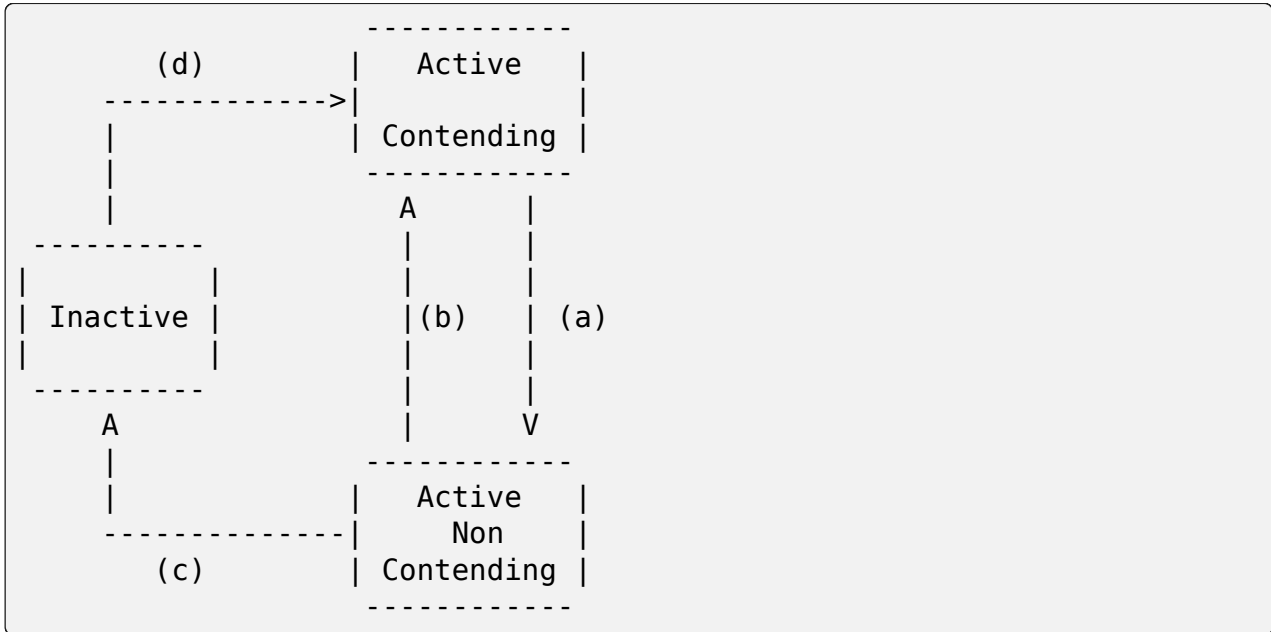 (d) Active
Contending
Inactive
(b) (a)
Active
Non
(c) Contending